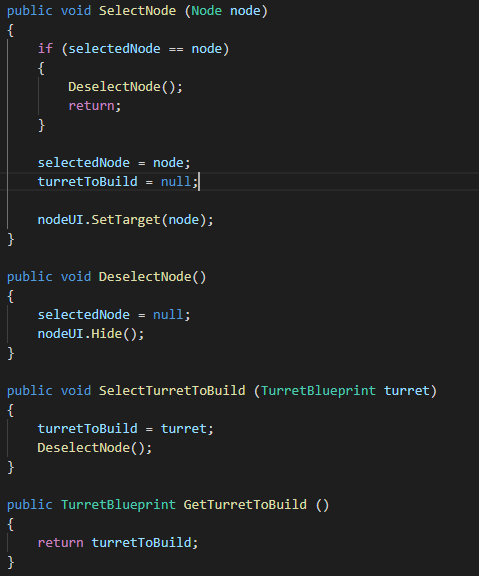 public void SelectNode (Node node)
{
    if (selectedNode == node)
    {
        DeselectNode();
        return;
    }

    selectedNode = node;
    turretToBuild = null;

    nodeUI.SetTarget(node);
}

public void DeselectNode()
{
    selectedNode = null;
    nodeUI.Hide();
}

public void SelectTurretToBuild (TurretBlueprint turret)
{
    turretToBuild = turret;
    DeselectNode();
}

public TurretBlueprint GetTurretToBuild ()
{
    return turretToBuild;
}